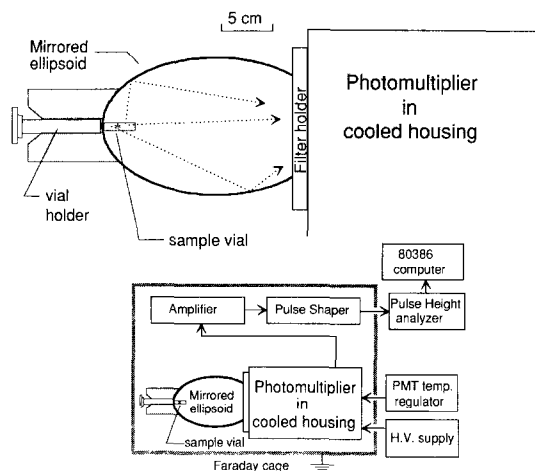 5 cm
Mirrored
ellipsoid
Photomultiplier
in
cooled housing
Filter holder
vial
holder
sample vial
80386
computer
Amplifier
Pulse Shaper
Pulse Height
analyzer
Mirrored
ellipsoid
Photomultiplier
in
cooled housing
PMT temp.
regulator
sample vial
H.V. supply
Faraday cage